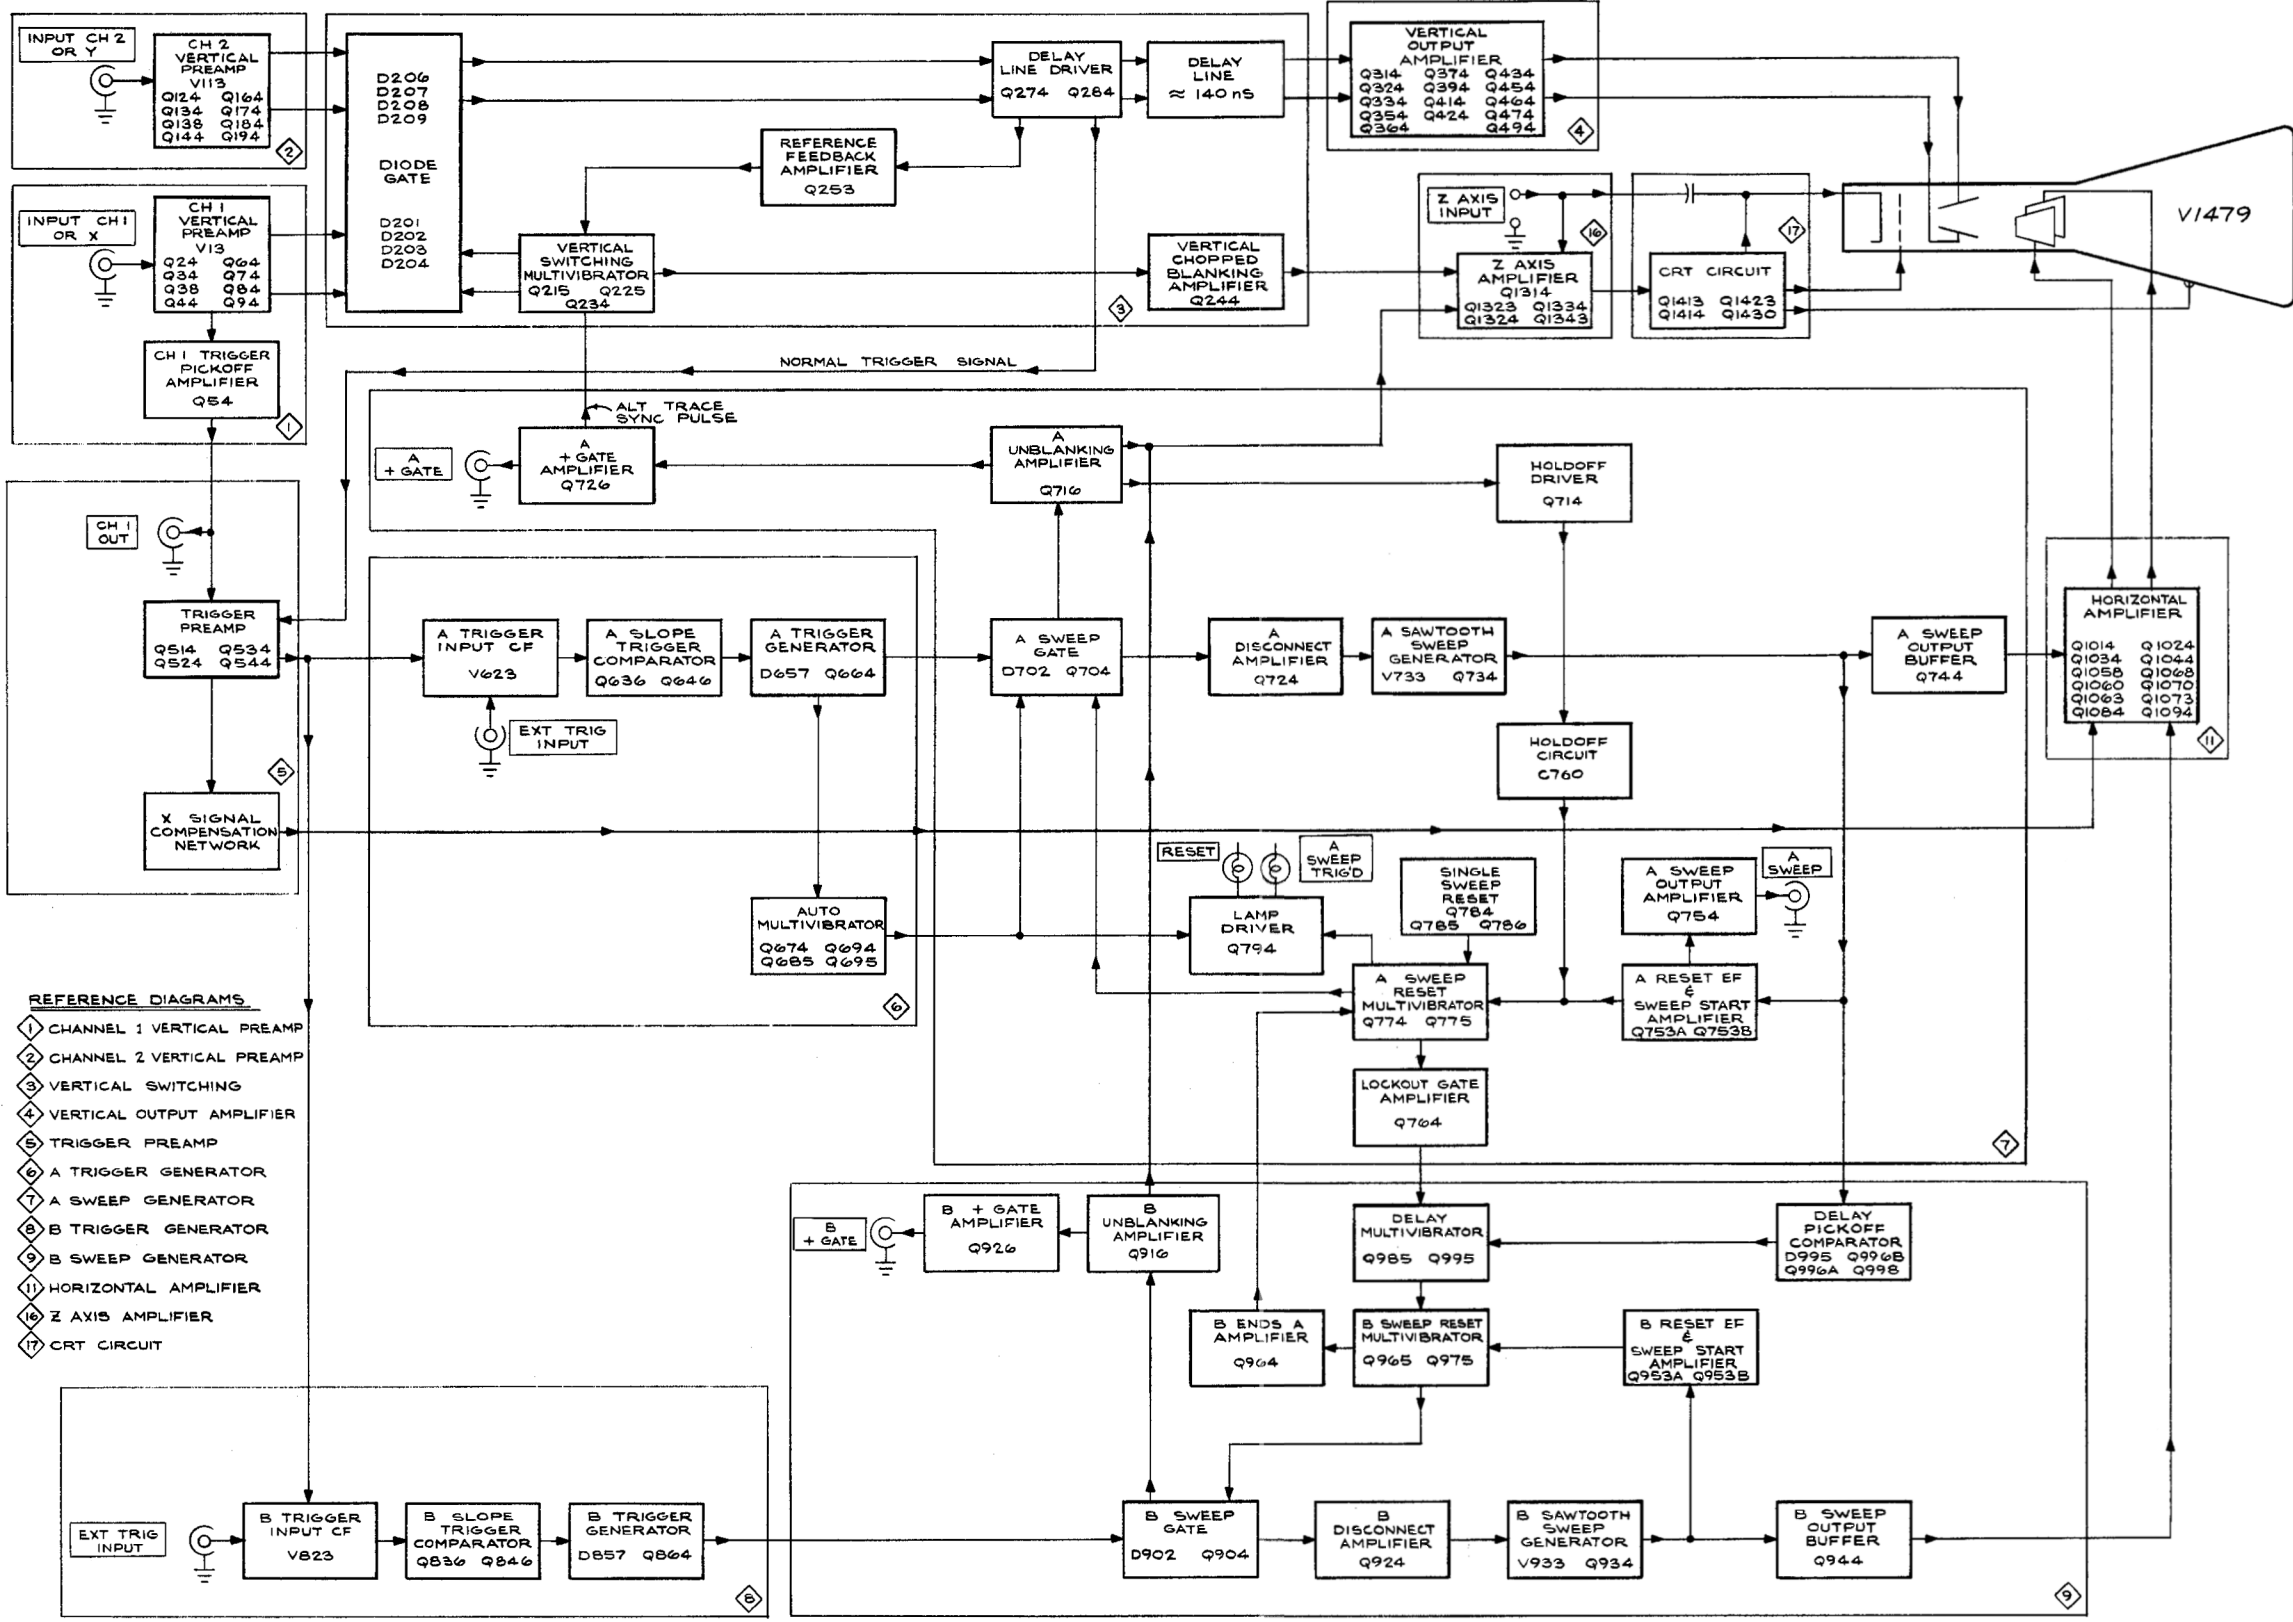 INPUT CH 2
OR Y
CH 2
VERTICAL
PREAMP
V113
Q124 Q164
Q134 Q174
Q138 Q184
Q144 Q194
2
D206
D207
D208
D209
DIODE
GATE
D201
D202
D203
D204
DELAY
LINE DRIVER
Q274 Q284
DELAY
LINE
≈ 140 nS
REFERENCE
FEEDBACK
AMPLIFIER
Q253
VERTICAL
SWITCHING
MULTIVIBRATOR
Q215 Q225
Q234
VERTICAL
CHOPPED
BLANKING
AMPLIFIER
Q244
3
VERTICAL
OUTPUT
AMPLIFIER
Q314 Q374 Q434
Q324 Q394 Q454
Q334 Q414 Q464
Q354 Q424 Q474
Q364 Q494
4
INPUT CH 1
OR X
CH 1
VERTICAL
PREAMP
V13
Q24 Q64
Q34 Q74
Q38 Q84
Q44 Q94
CH 1 TRIGGER
PICKOFF
AMPLIFIER
Q54
1
Z AXIS
INPUT
16
Z AXIS
AMPLIFIER
Q1314
Q1323 Q1334
Q1324 Q1343
17
CRT CIRCUIT
Q1413 Q1423
Q1414 Q1430
V1479
NORMAL TRIGGER SIGNAL
ALT TRACE
SYNC PULSE
A
+ GATE
A
+ GATE
AMPLIFIER
Q726
A
UNBLANKING
AMPLIFIER
Q716
HOLDOFF
DRIVER
Q714
CH 1
OUT
TRIGGER
PREAMP
Q514 Q534
Q524 Q544
5
X SIGNAL
COMPENSATION
NETWORK
A TRIGGER
INPUT CF
V623
A SLOPE
TRIGGER
COMPARATOR
Q636 Q646
A TRIGGER
GENERATOR
D657 Q664
EXT TRIG
INPUT
AUTO
MULTIVIBRATOR
Q674 Q694
Q685 Q695
6
A SWEEP
GATE
D702 Q704
A
DISCONNECT
AMPLIFIER
Q724
A SAWTOOTH
SWEEP
GENERATOR
V733 Q734
A SWEEP
OUTPUT
BUFFER
Q744
HORIZONTAL
AMPLIFIER
Q1014 Q1024
Q1034 Q1044
Q1058 Q1068
Q1060 Q1070
Q1063 Q1073
Q1084 Q1094
11
HOLDOFF
CIRCUIT
C760
RESET
A
SWEEP
TRIG'D
LAMP
DRIVER
Q794
SINGLE
SWEEP
RESET
Q784
Q785 Q786
A SWEEP
OUTPUT
AMPLIFIER
Q754
A
SWEEP
A SWEEP
RESET
MULTIVIBRATOR
Q774 Q775
A RESET EF
&
SWEEP START
AMPLIFIER
Q753A Q753B
LOCKOUT GATE
AMPLIFIER
Q764
7
REFERENCE DIAGRAMS
1 CHANNEL 1 VERTICAL PREAMP
2 CHANNEL 2 VERTICAL PREAMP
3 VERTICAL SWITCHING
4 VERTICAL OUTPUT AMPLIFIER
5 TRIGGER PREAMP
6 A TRIGGER GENERATOR
7 A SWEEP GENERATOR
8 B TRIGGER GENERATOR
9 B SWEEP GENERATOR
11 HORIZONTAL AMPLIFIER
16 Z AXIS AMPLIFIER
17 CRT CIRCUIT
B
+ GATE
B + GATE
AMPLIFIER
Q926
B
UNBLANKING
AMPLIFIER
Q916
DELAY
MULTIVIBRATOR
Q985 Q995
DELAY
PICKOFF
COMPARATOR
D995 Q996B
Q996A Q998
B ENDS A
AMPLIFIER
Q964
B SWEEP RESET
MULTIVIBRATOR
Q965 Q975
B RESET EF
&
SWEEP START
AMPLIFIER
Q953A Q953B
EXT TRIG
INPUT
B TRIGGER
INPUT CF
V823
B SLOPE
TRIGGER
COMPARATOR
Q836 Q846
B TRIGGER
GENERATOR
D857 Q864
8
B SWEEP
GATE
D902 Q904
B
DISCONNECT
AMPLIFIER
Q924
B SAWTOOTH
SWEEP
GENERATOR
V933 Q934
B SWEEP
OUTPUT
BUFFER
Q944
9